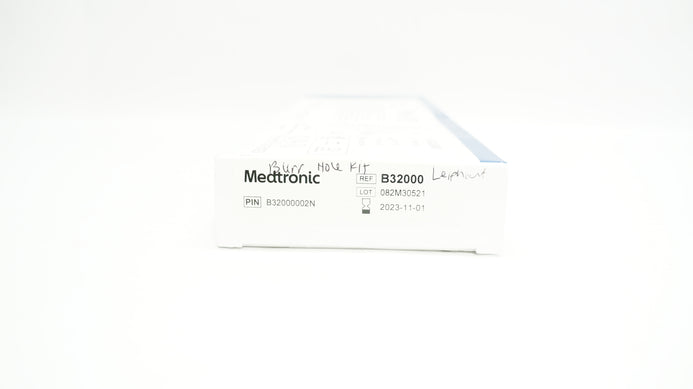 Burr Hole Kit
Medtronic
REF B32000
LOT 082M30521
PIN B32000002N
2023-11-01